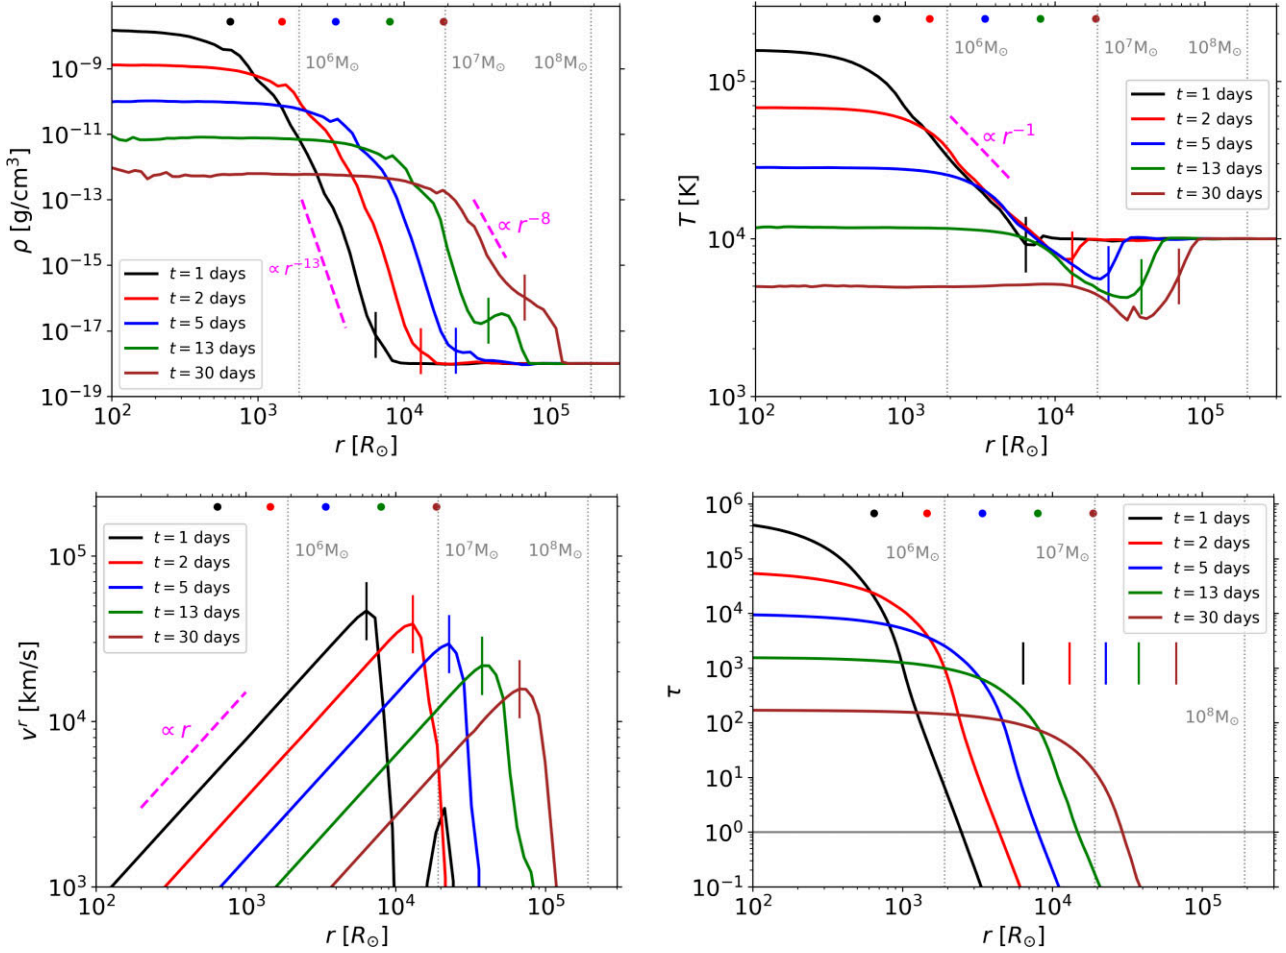 10⁻⁹
10⁻¹¹
10⁻¹³
10⁻¹⁵
10⁻¹⁷
10⁻¹⁹
ρ [g/cm³]
10⁶M☉
10⁷M☉
10⁸M☉
∝ r⁻⁸
∝ r⁻¹³
t = 1 days
t = 2 days
t = 5 days
t = 13 days
t = 30 days
10² 10³ 10⁴ 10⁵
r [R☉]
10⁵
10⁴
10³
T [K]
10⁶M☉
10⁷M☉
10⁸M☉
∝ r⁻¹
t = 1 days
t = 2 days
t = 5 days
t = 13 days
t = 30 days
10² 10³ 10⁴ 10⁵
r [R☉]
10⁵
10⁴
10³
vʳ [km/s]
t = 1 days
t = 2 days
t = 5 days
t = 13 days
t = 30 days
10⁶M☉
10⁷M☉
10⁸M☉
∝ r
10² 10³ 10⁴ 10⁵
r [R☉]
10⁶
10⁵
10⁴
10³
10²
10¹
10⁰
10⁻¹
τ
10⁶M☉
10⁷M☉
10⁸M☉
t = 1 days
t = 2 days
t = 5 days
t = 13 days
t = 30 days
10² 10³ 10⁴ 10⁵
r [R☉]